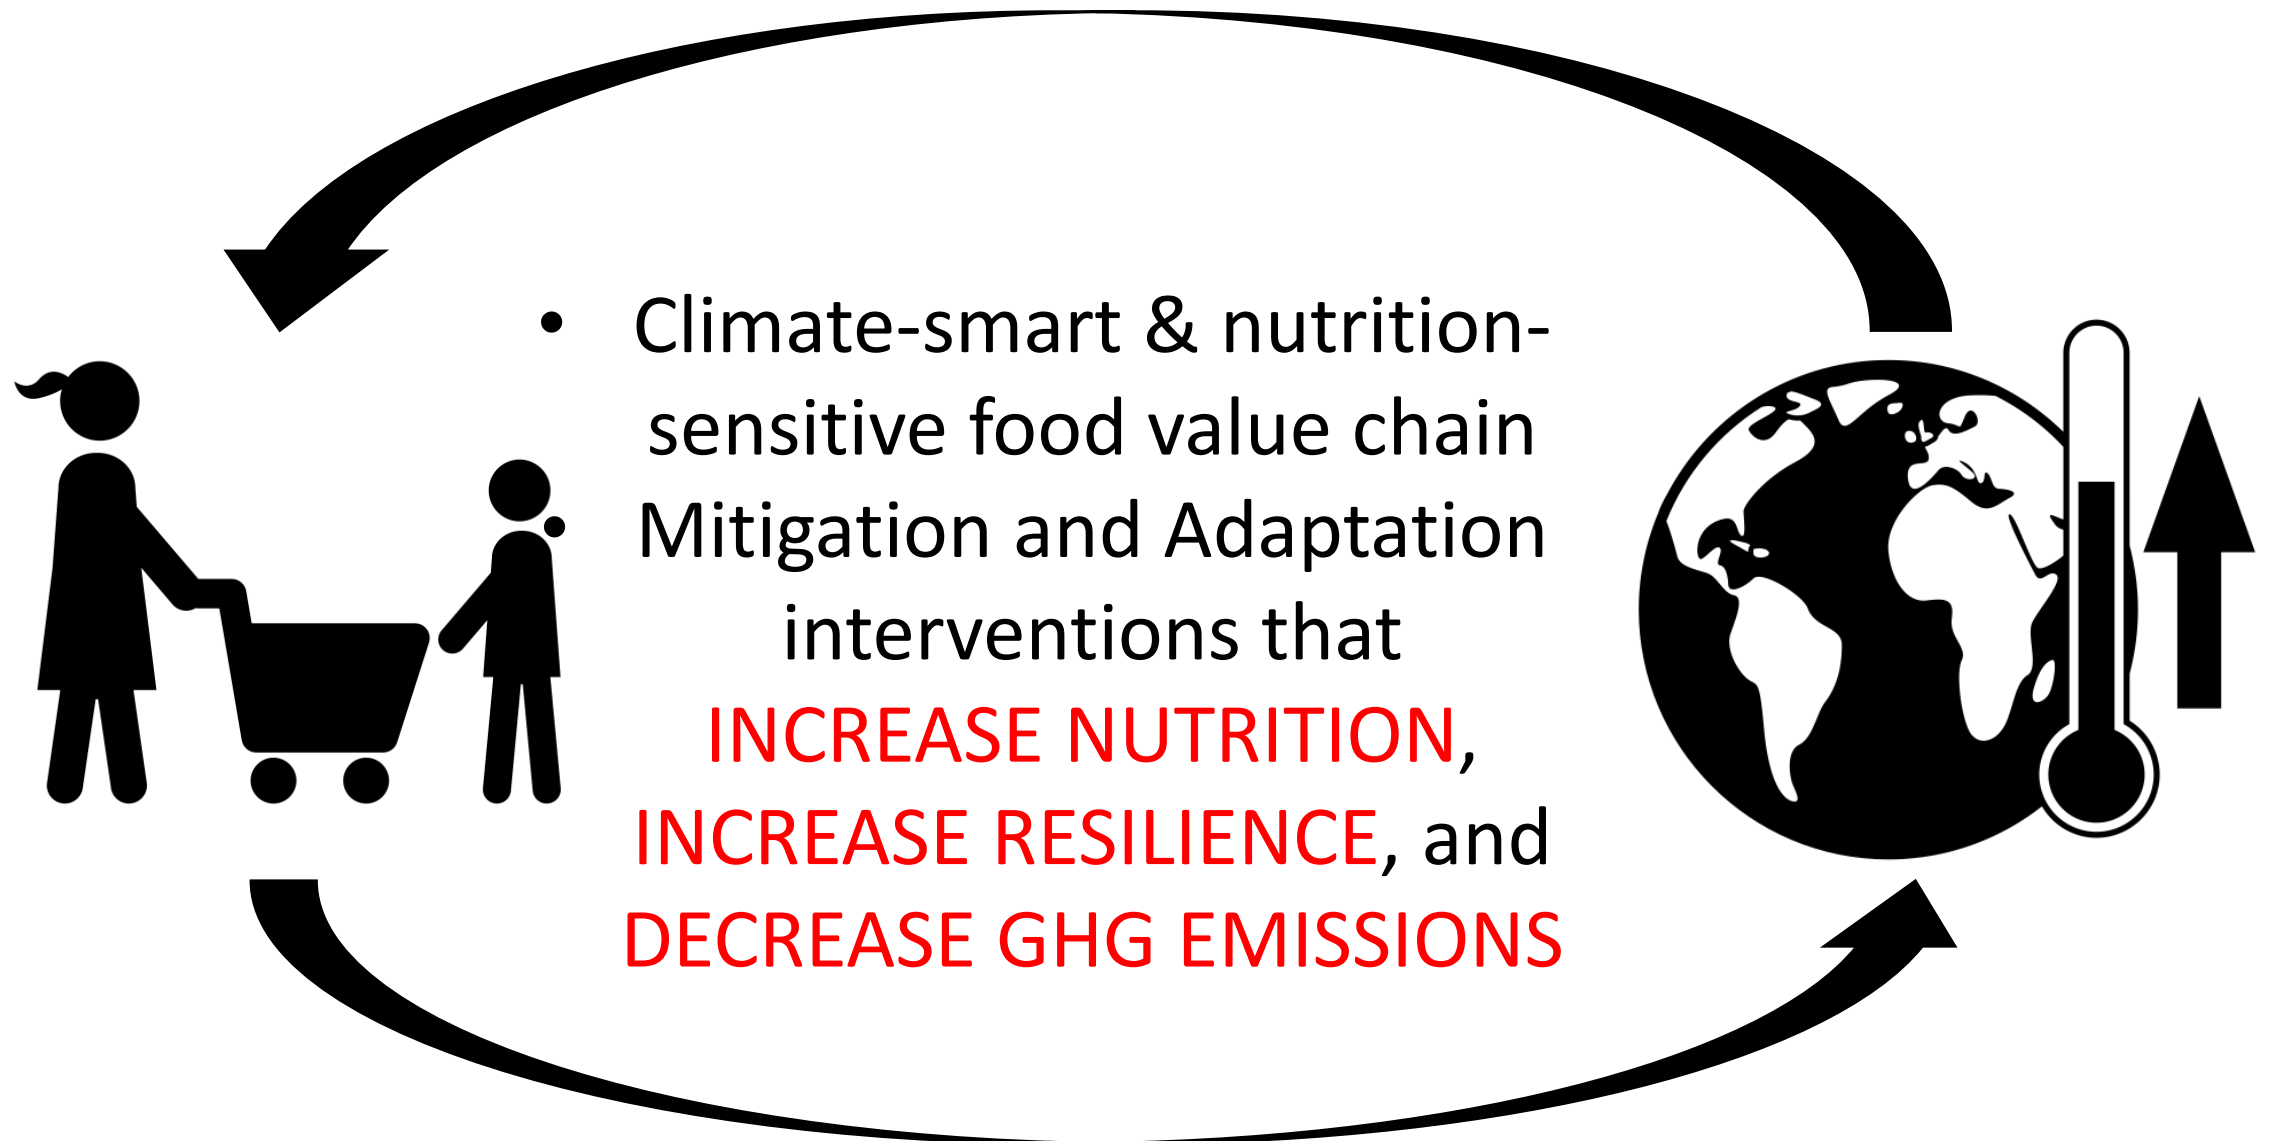 • Climate-smart & nutrition-
sensitive food value chain
• Mitigation and Adaptation
interventions that
INCREASE NUTRITION,
INCREASE RESILIENCE, and
DECREASE GHG EMISSIONS